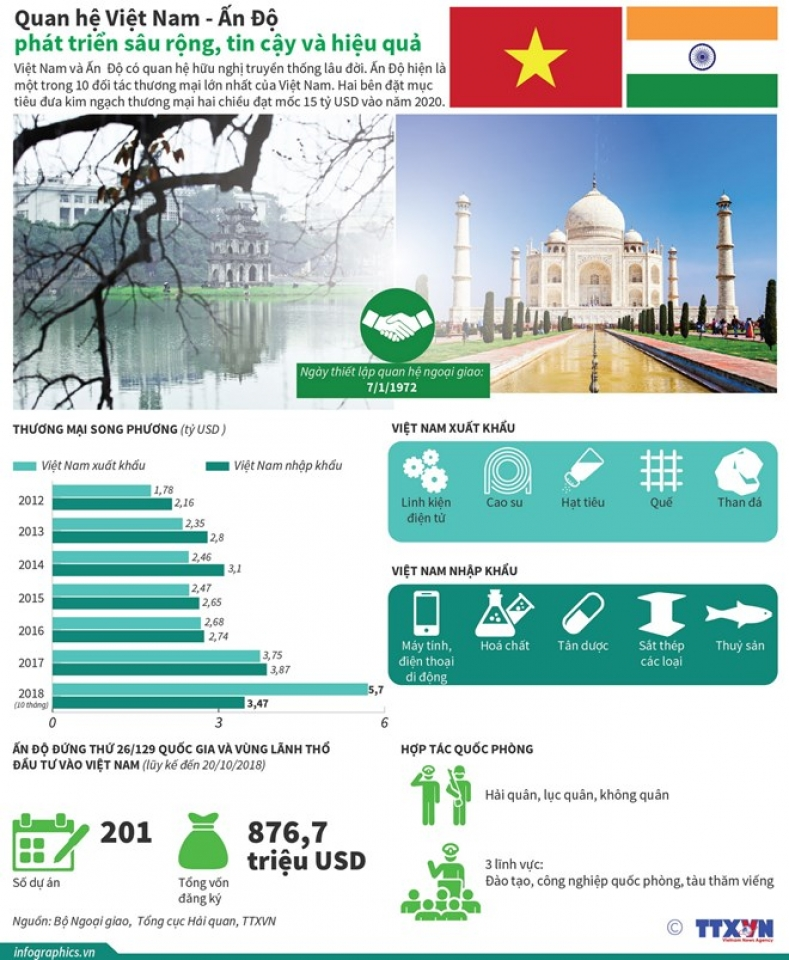 Quan hệ Việt Nam - Ấn Độ
phát triển sâu rộng, tin cậy và hiệu quả
Việt Nam và Ấn Độ có quan hệ hữu nghị truyền thống lâu đời. Ấn Độ hiện là
một trong 10 đối tác thương mại lớn nhất của Việt Nam. Hai bên đặt mục
tiêu đưa kim ngạch thương mại hai chiều đạt mốc 15 tỷ USD vào năm 2020.
Ngày thiết lập quan hệ ngoại giao:
7/1/1972
THƯƠNG MẠI SONG PHƯƠNG (tỷ USD )
Việt Nam xuất khẩu
Việt Nam nhập khẩu
2012
1,78
2,16
2013
2,35
2,8
2014
2,46
3,1
2015
2,47
2,65
2016
2,68
2,74
2017
3,75
3,87
2018
(10 tháng)
5,7
3,47
0
3
6
VIỆT NAM XUẤT KHẨU
Linh kiện
điện tử
Cao su
Hạt tiêu
Quế
Than đá
VIỆT NAM NHẬP KHẨU
Máy tính,
điện thoại
di động
Hoá chất
Tân dược
Sắt thép
các loại
Thuỷ sản
ẤN ĐỘ ĐỨNG THỨ 26/129 QUỐC GIA VÀ VÙNG LÃNH THỔ
ĐẦU TƯ VÀO VIỆT NAM (lũy kế đến 20/10/2018)
201
Số dự án
876,7
triệu USD
Tổng vốn
đăng ký
HỢP TÁC QUỐC PHÒNG
Hải quân, lục quân, không quân
3 lĩnh vực:
Đào tạo, công nghiệp quốc phòng, tàu thăm viếng
Nguồn: Bộ Ngoại giao, Tổng cục Hải quan, TTXVN
© TTXVN
Vietnam News Agency
infographics.vn